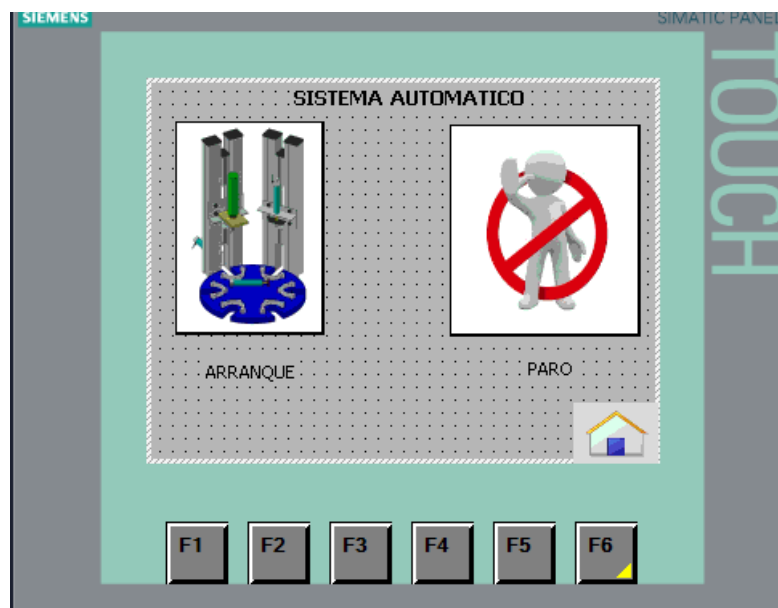 SIEMENS
SIMATIC PANEL
TOUCH
SISTEMA AUTOMATICO
ARRANQUE
PARO
F1
F2
F3
F4
F5
F6